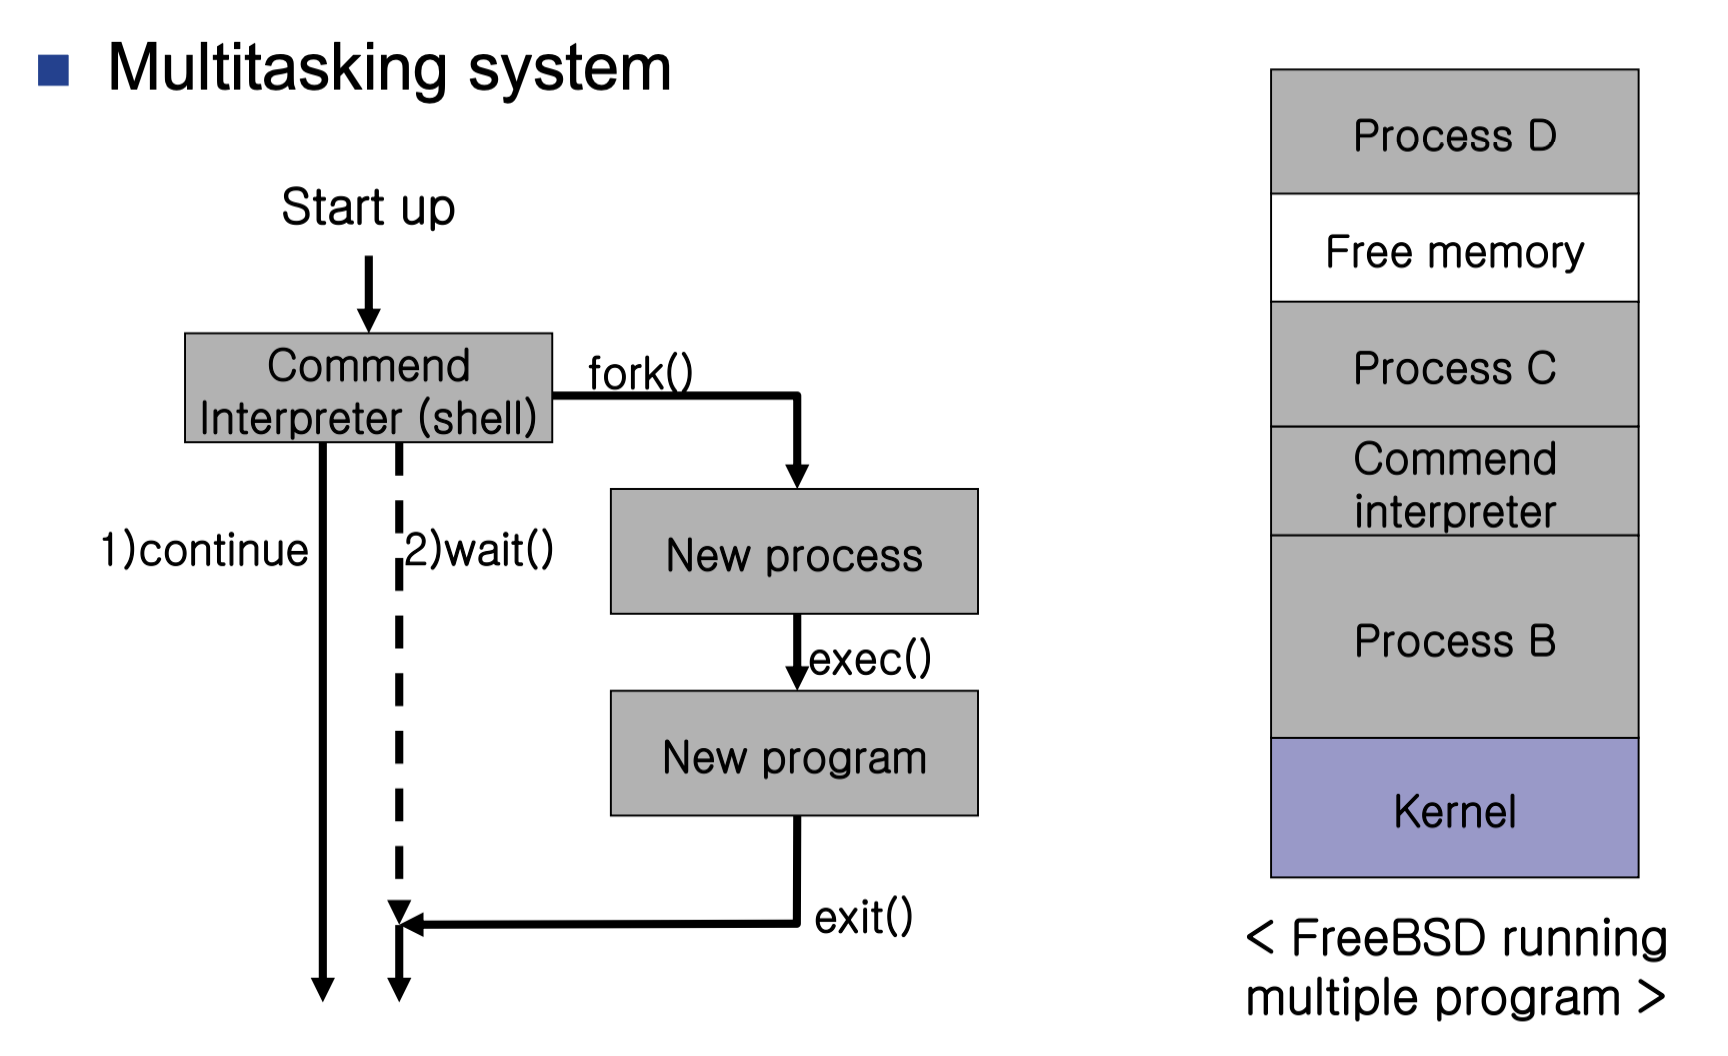 Multitasking system
Start up
Commend
Interpreter (shell)
fork()
1)continue
2)wait()
New process
exec()
New program
exit()
Process D
Free memory
Process C
Commend
interpreter
Process B
Kernel
< FreeBSD running
multiple program >